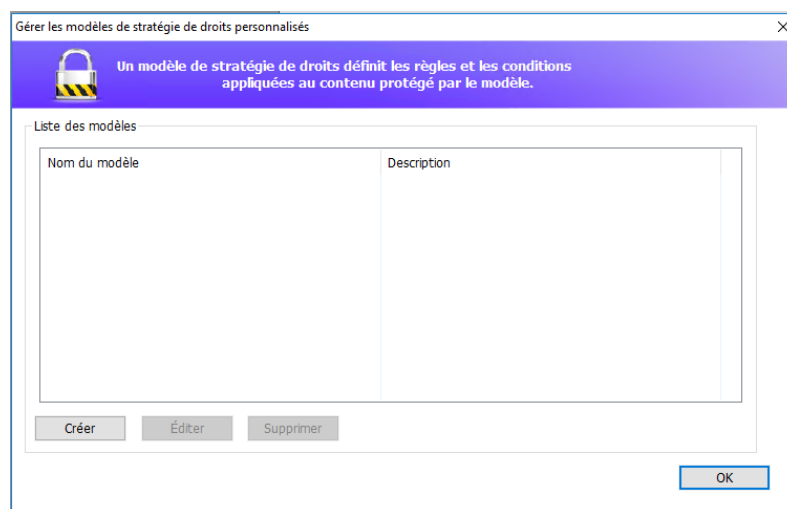 Gérer les modèles de stratégie de droits personnalisés
Un modèle de stratégie de droits définit les règles et les conditions
appliquées au contenu protégé par le modèle.
Liste des modèles
Nom du modèle Description
Créer Éditer Supprimer
OK